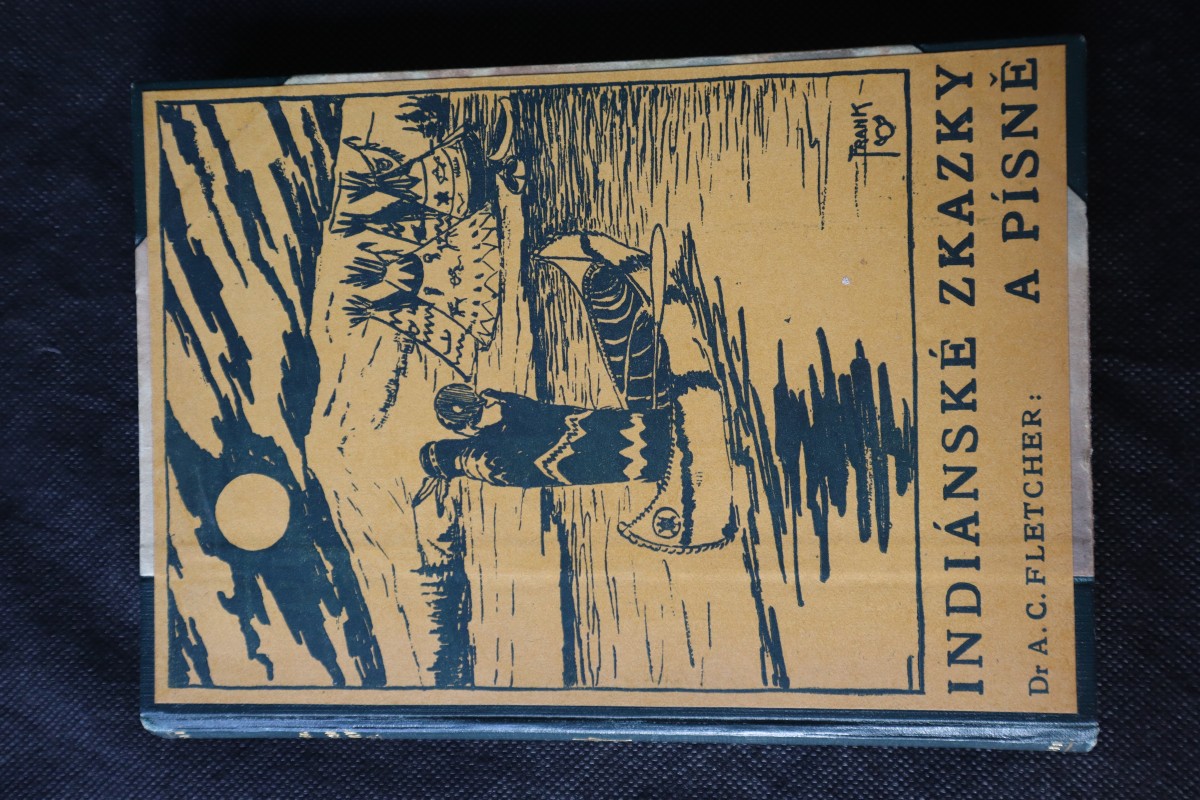 FRANK
INDIÁNSKÉ ZKAZKY
Dr A. C. FLETCHER: A PÍSNĚ